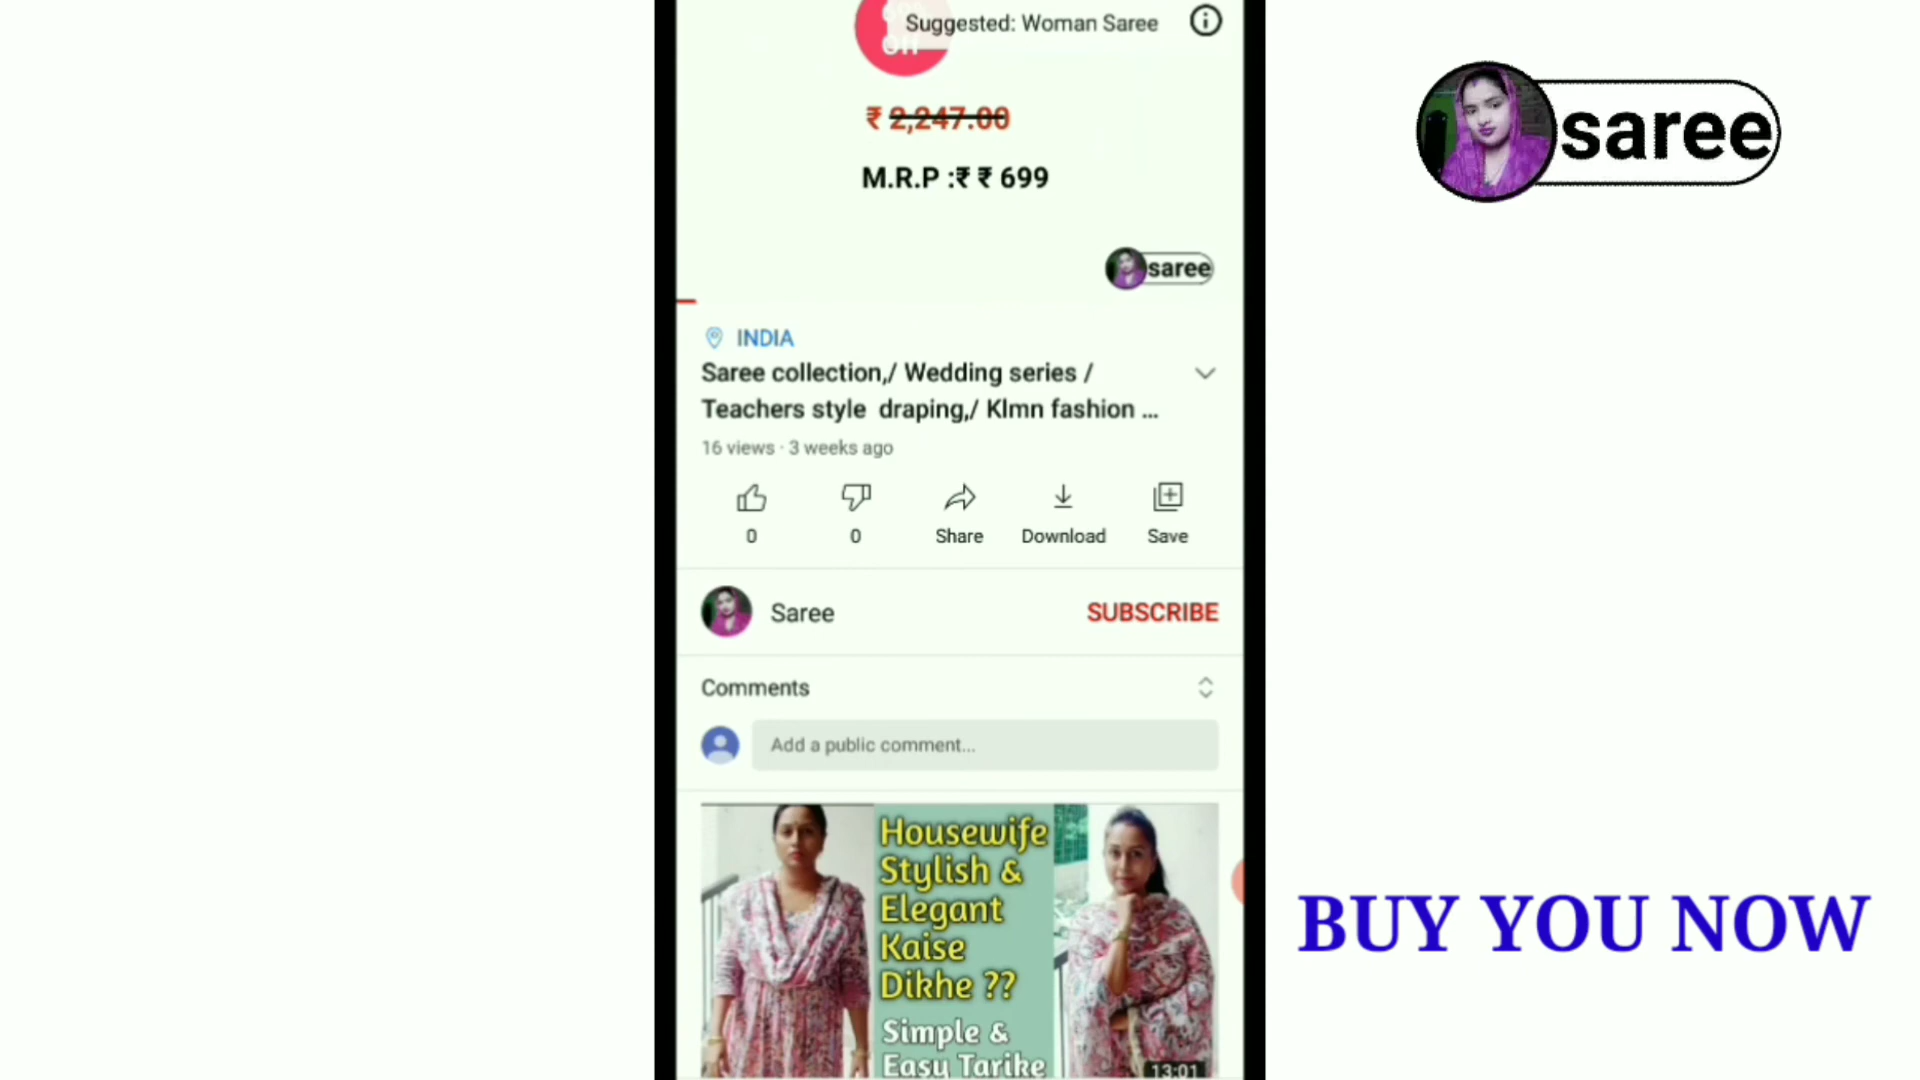 Off
Suggested: Woman Saree
₹ 2,247.00
M.R.P :₹ ₹ 699
saree
saree
INDIA
Saree collection,/ Wedding series /
Teachers style draping,/ Klmn fashion ...
16 views · 3 weeks ago
0
0
Share
Download
Save
Saree
SUBSCRIBE
Comments
Add a public comment...
Housewife
Stylish &
Elegant
Kaise
Dikhe ??
Simple &
Easy Tarike
13:01
BUY YOU NOW